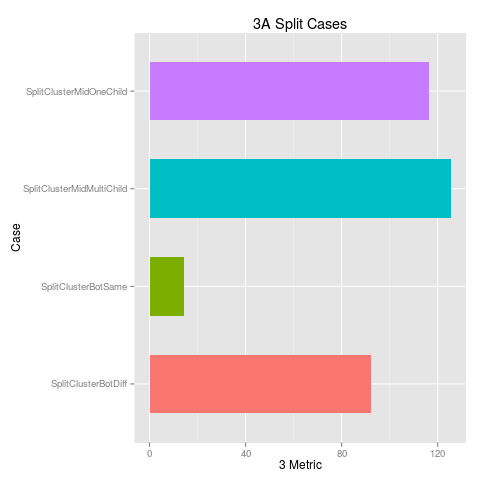 3A Split Cases
SplitClusterMidOneChild
SplitClusterMidMultiChild
SplitClusterBotSame
SplitClusterBotDiff
Case
0 40 80 120
3 Metric